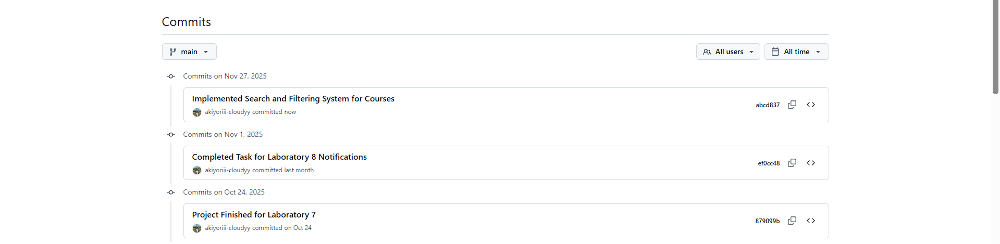 Commits
main
All users
All time
Commits on Nov 27, 2025
Implemented Search and Filtering System for Courses
akiyoriii-cloudyy committed now
abcd837
Commits on Nov 1, 2025
Completed Task for Laboratory 8 Notifications
akiyoriii-cloudyy committed last month
ef0cc48
Commits on Oct 24, 2025
Project Finished for Laboratory 7
akiyoriii-cloudyy committed on Oct 24
879099b